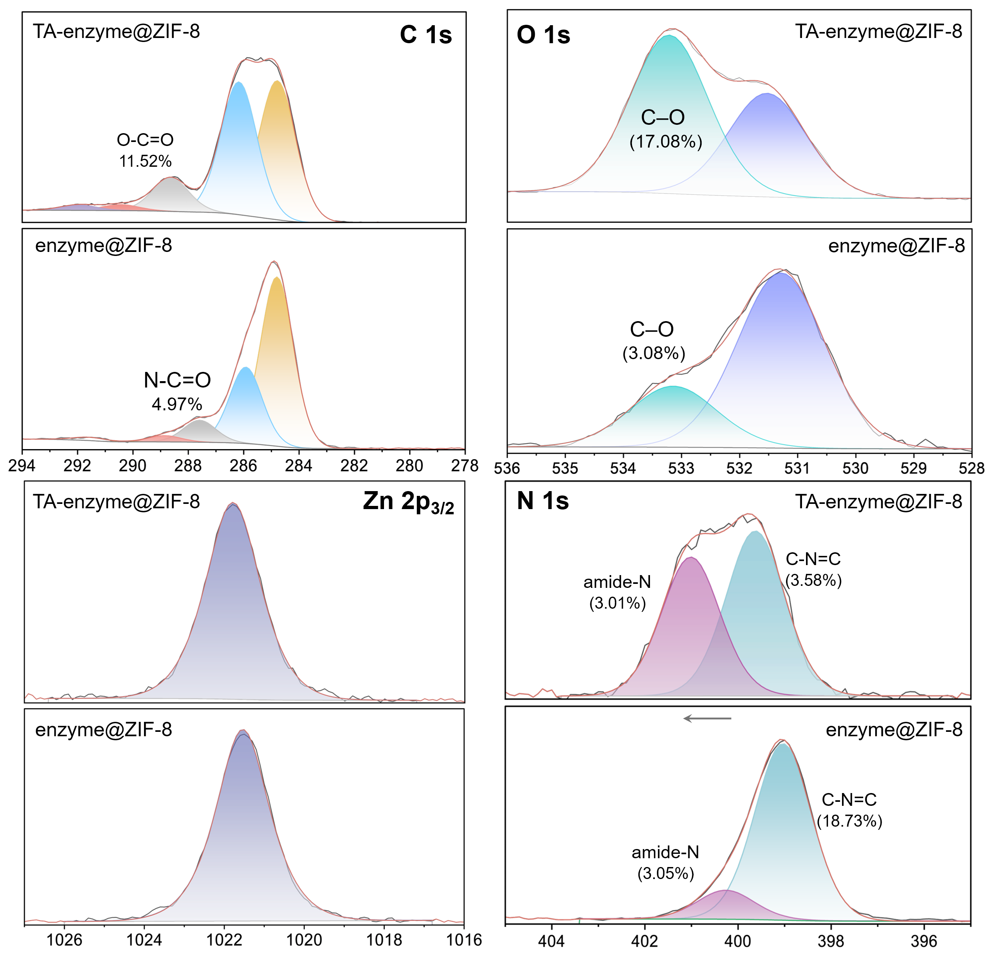 TA-enzyme@ZIF-8
C 1s
O-C=O
11.52%
enzyme@ZIF-8
N-C=O
4.97%
294 292 290 288 286 284 282 280 278
O 1s
TA-enzyme@ZIF-8
C–O
(17.08%)
enzyme@ZIF-8
C–O
(3.08%)
536 535 534 533 532 531 530 529 528
TA-enzyme@ZIF-8
Zn 2p3/2
enzyme@ZIF-8
1026 1024 1022 1020 1018 1016
N 1s
TA-enzyme@ZIF-8
C-N=C
(3.58%)
amide-N
(3.01%)
enzyme@ZIF-8
C-N=C
(18.73%)
amide-N
(3.05%)
404 402 400 398 396